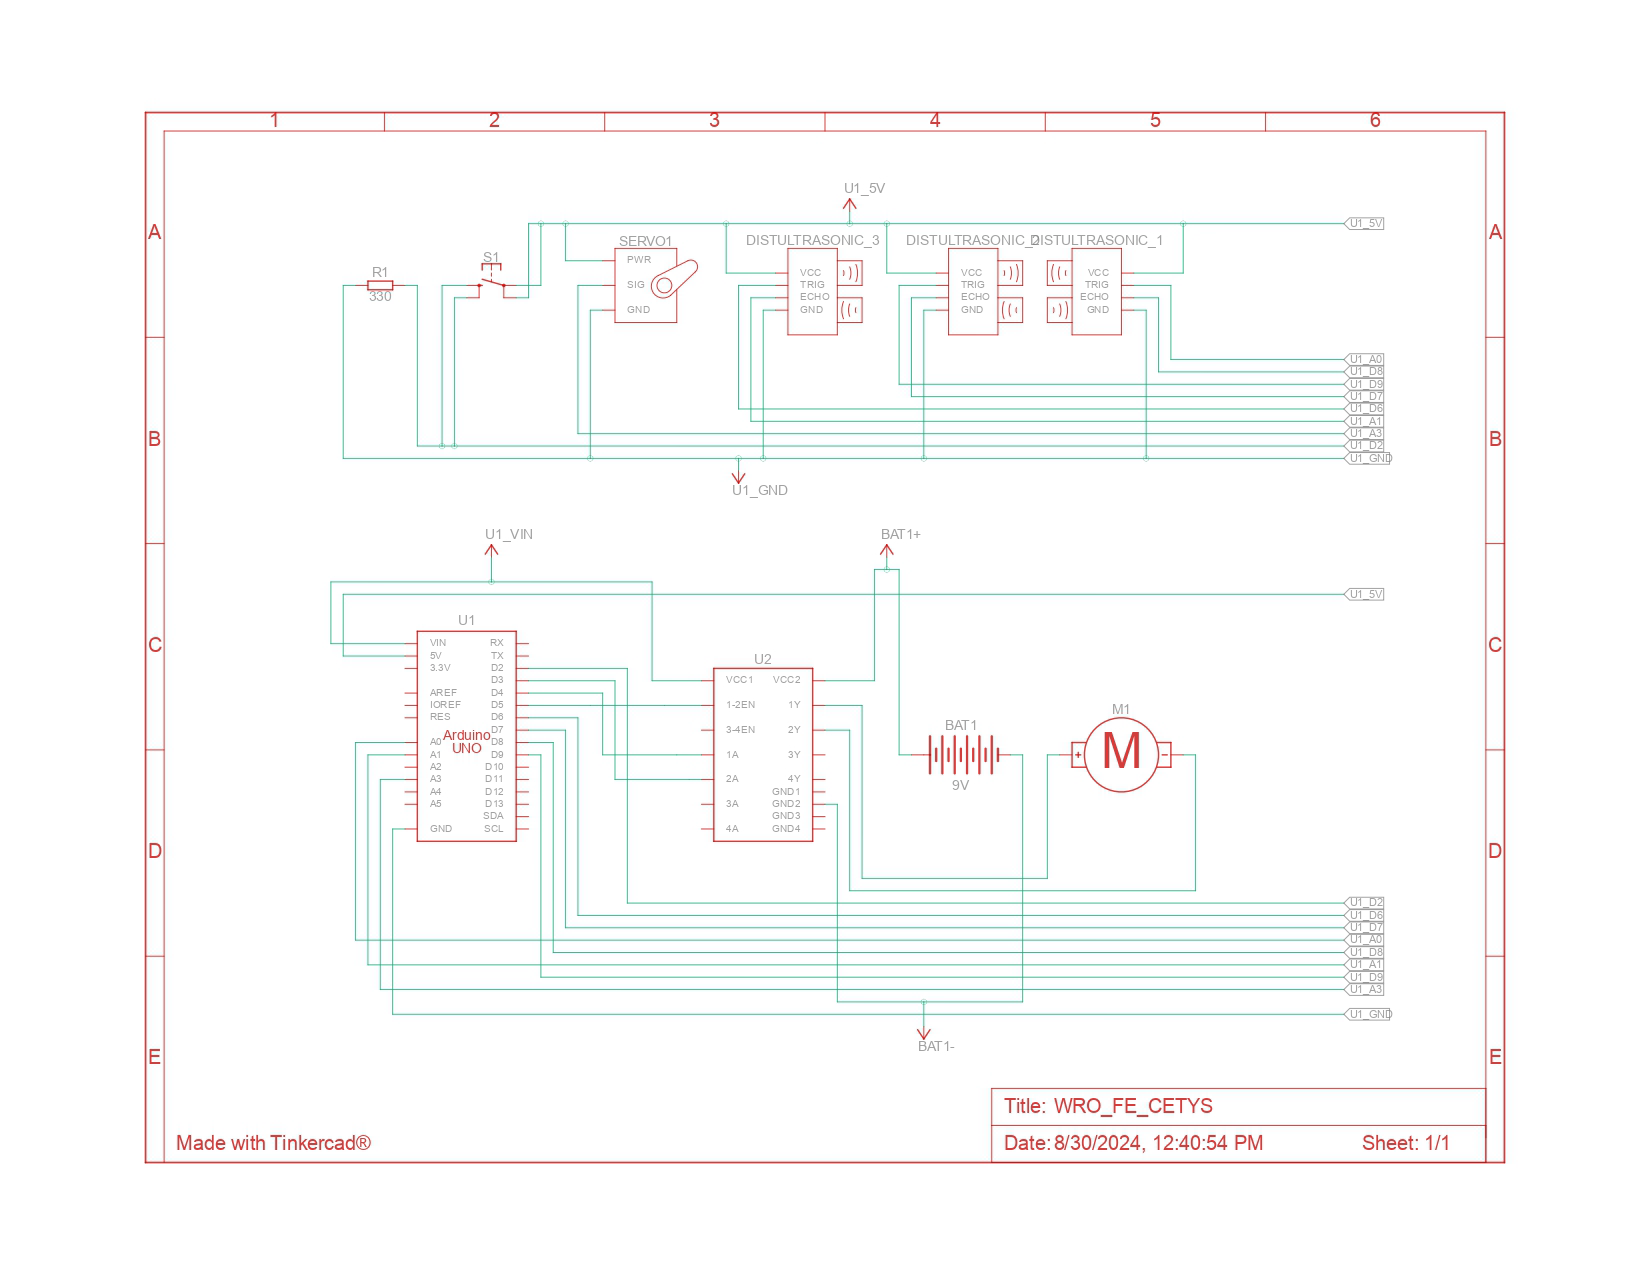 1 2 3 4 5 6
A A
U1_5V
U1_5V
SERVO1 DISTULTRASONIC_3 DISTULTRASONIC_2 DISTULTRASONIC_1
S1
R1
330
PWR
SIG
GND
VCC
TRIG
ECHO
GND
VCC
TRIG
ECHO
GND
VCC
TRIG
ECHO
GND
U1_A0
U1_D8
U1_D9
U1_D7
U1_D6
U1_A1
U1_A3
U1_D2
U1_GND
B B
U1_GND
U1_VIN BAT1+
U1_5V
C C
U1
VIN RX
5V TX
3.3V D2
D3
AREF D4
IOREF D5
RES D6
D7
A0 Arduino D8
A1 UNO D9
A2 D10
A3 D11
A4 D12
A5 D13
SDA
GND SCL
U2
VCC1 VCC2
1-2EN 1Y
3-4EN 2Y
1A 3Y
2A 4Y
GND1
3A GND2
GND3
4A GND4
BAT1
9V
M1
+ M -
D D
U1_D2
U1_D6
U1_D7
U1_A0
U1_D8
U1_A1
U1_D9
U1_A3
U1_GND
BAT1-
E E
Title: WRO_FE_CETYS
Made with Tinkercad®
Date: 8/30/2024, 12:40:54 PM Sheet: 1/1